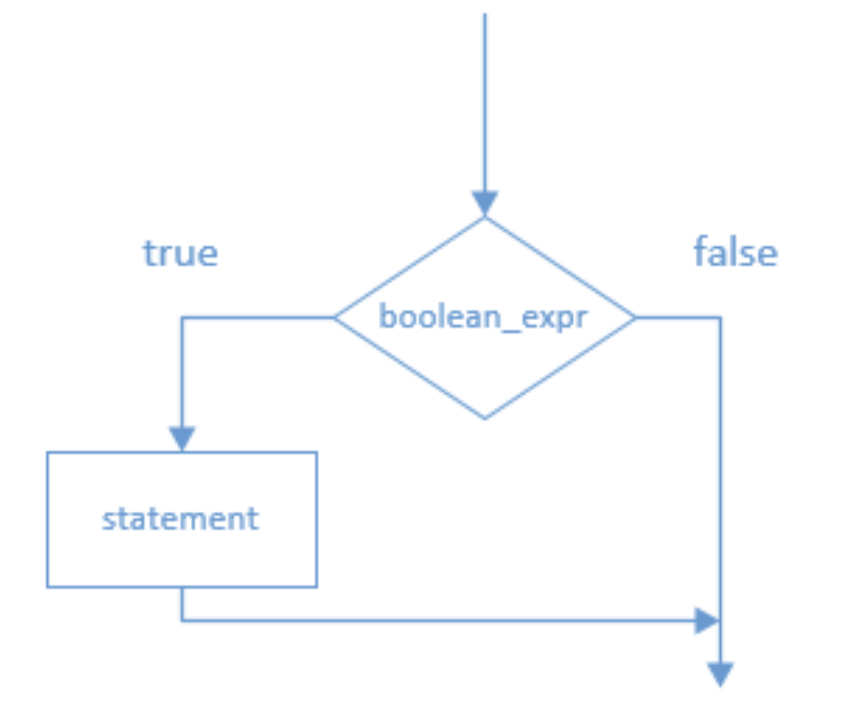 true
false
boolean_expr
statement